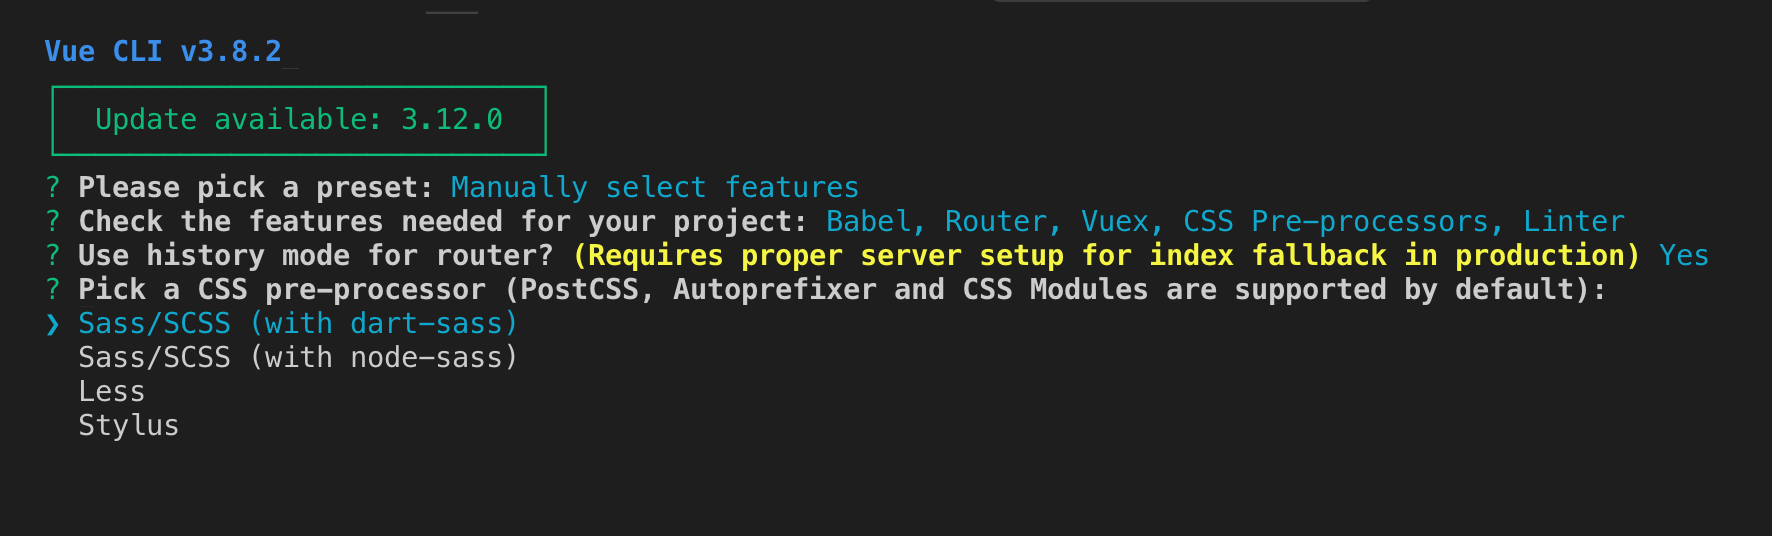 Vue CLI v3.8.2_
Update available: 3.12.0
? Please pick a preset: Manually select features
? Check the features needed for your project: Babel, Router, Vuex, CSS Pre-processors, Linter
? Use history mode for router? (Requires proper server setup for index fallback in production) Yes
? Pick a CSS pre-processor (PostCSS, Autoprefixer and CSS Modules are supported by default):
❯ Sass/SCSS (with dart-sass)
Sass/SCSS (with node-sass)
Less
Stylus